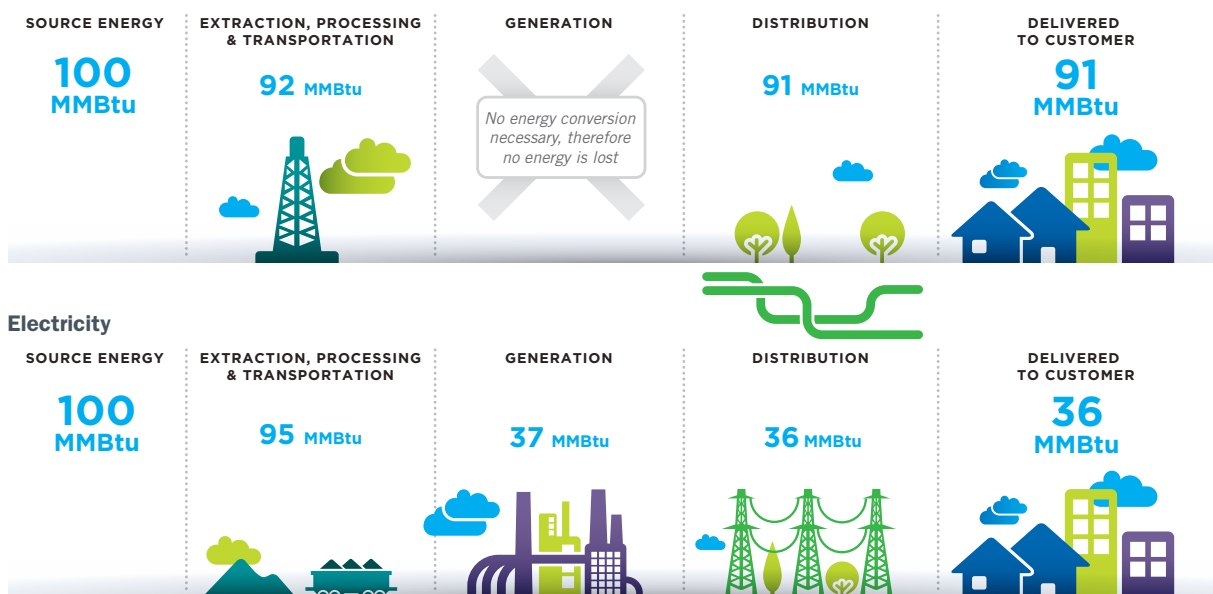 SOURCE ENERGY
100
MMBtu
EXTRACTION, PROCESSING
& TRANSPORTATION
92 MMBtu
GENERATION
No energy conversion
necessary, therefore
no energy is lost
DISTRIBUTION
91 MMBtu
DELIVERED
TO CUSTOMER
91
MMBtu
Electricity
SOURCE ENERGY
100
MMBtu
EXTRACTION, PROCESSING
& TRANSPORTATION
95 MMBtu
GENERATION
37 MMBtu
DISTRIBUTION
36 MMBtu
DELIVERED
TO CUSTOMER
36
MMBtu